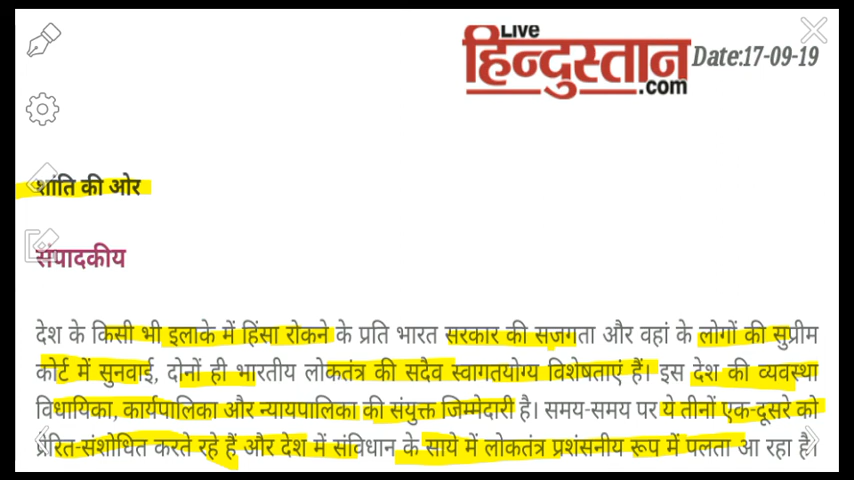 Live
हिन्दुस्तान
.com
Date:17-09-19
शांति की ओर
संपादकीय
देश के किसी भी इलाके में हिंसा रोकने के प्रति भारत सरकार की सजगता और वहां के लोगों की सुप्रीम
कोर्ट में सुनवाई, दोनों ही भारतीय लोकतंत्र की सदैव स्वागतयोग्य विशेषताएं हैं। इस देश की व्यवस्था
विधायिका, कार्यपालिका और न्यायपालिका की संयुक्त जिम्मेदारी है। समय-समय पर ये तीनों एक-दूसरे को
प्रेरित-संशोधित करते रहे हैं और देश में संविधान के साये में लोकतंत्र प्रशंसनीय रूप में पलता आ रहा है।